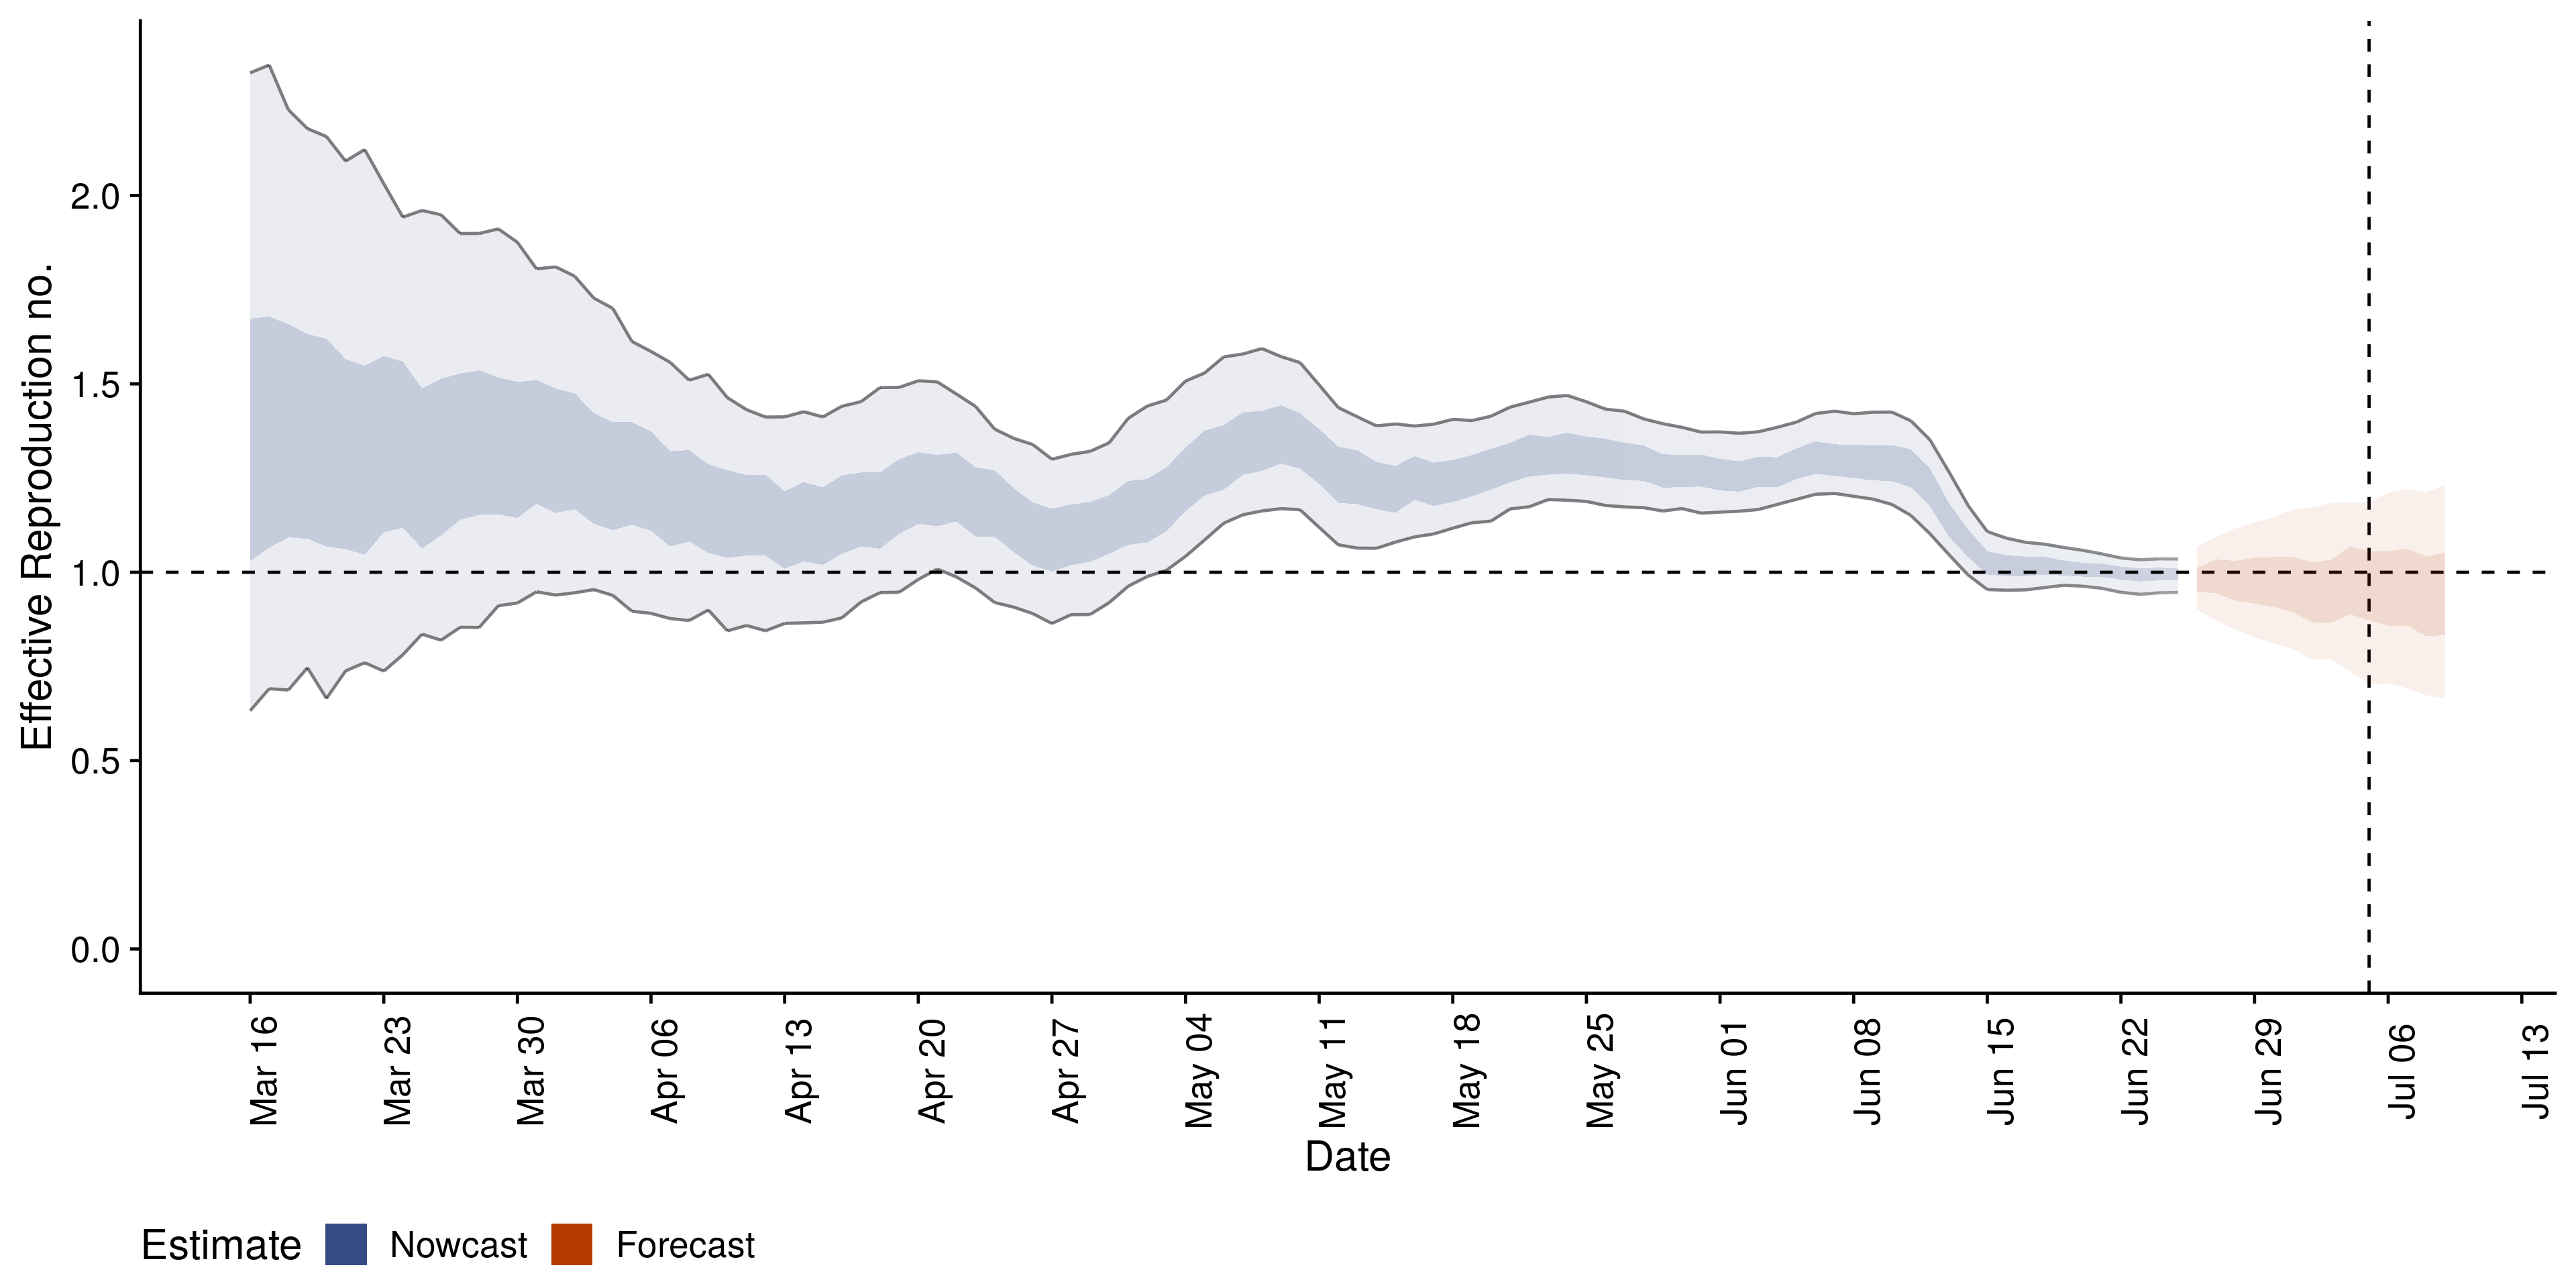 Effective Reproduction no.
2.0
1.5
1.0
0.5
0.0
Mar 16
Mar 23
Mar 30
Apr 06
Apr 13
Apr 20
Apr 27
May 04
May 11
May 18
May 25
Jun 01
Jun 08
Jun 15
Jun 22
Jun 29
Jul 06
Jul 13
Date
Estimate Nowcast Forecast